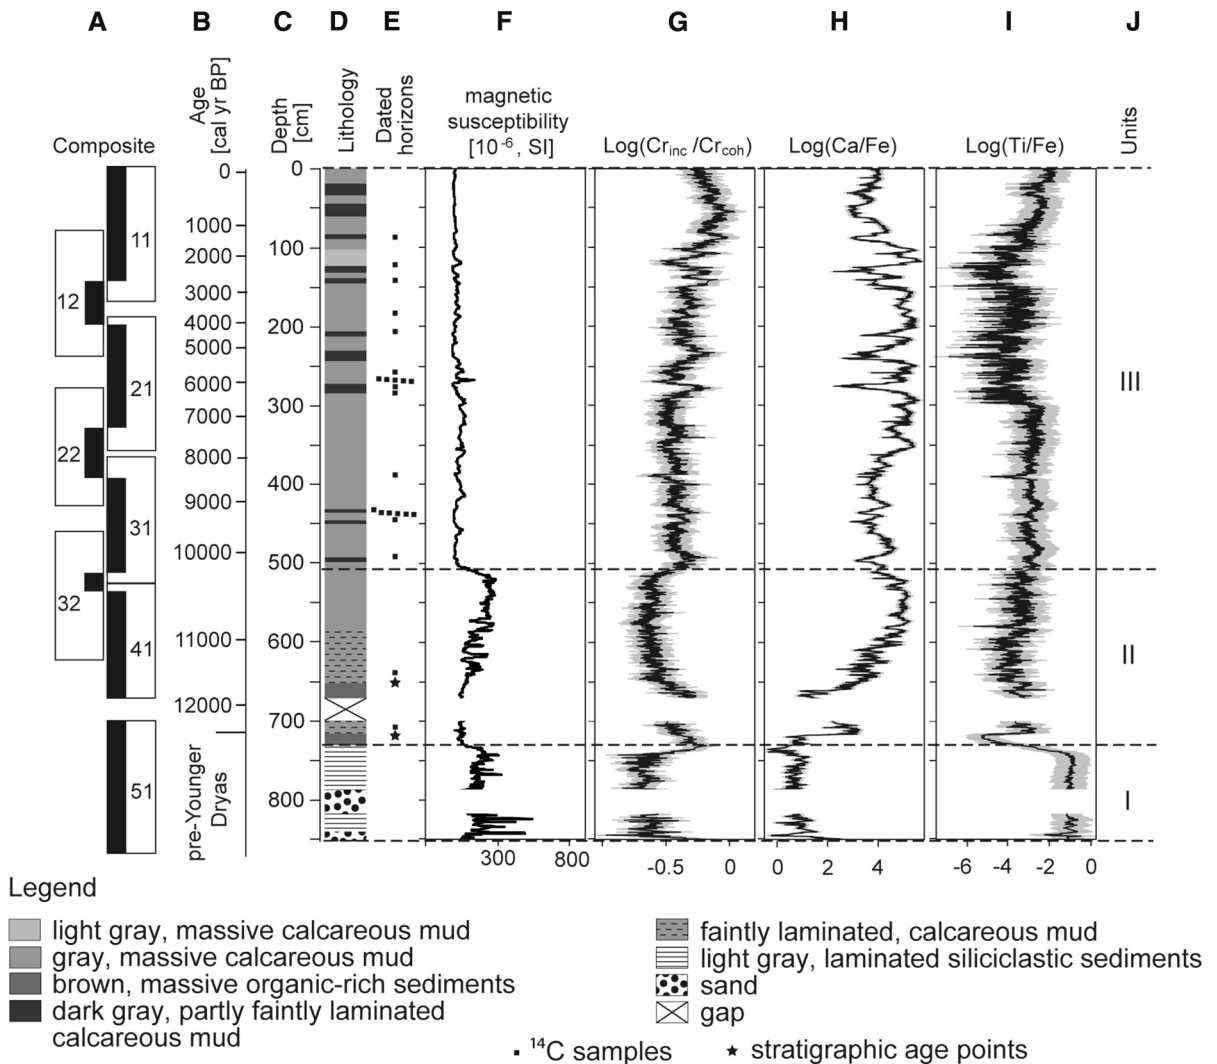 A B C D E F G H I J
Composite
Age
[cal yr BP]
Depth
[cm]
Lithology
Dated
horizons
magnetic
susceptibility
[10⁻⁶, SI]
Log(Cr_inc/Cr_coh)
Log(Ca/Fe)
Log(Ti/Fe)
Units
11
12
21
22
31
32
41
51
0
1000
2000
3000
4000
5000
6000
7000
8000
9000
10000
11000
12000
pre-Younger
Dryas
0
100
200
300
400
500
600
700
800
III
II
I
300 800
-0.5 0
0 2 4
-6 -4 -2 0
Legend
light gray, massive calcareous mud
gray, massive calcareous mud
brown, massive organic-rich sediments
dark gray, partly faintly laminated
calcareous mud
faintly laminated, calcareous mud
light gray, laminated siliciclastic sediments
sand
gap
¹⁴C samples
stratigraphic age points